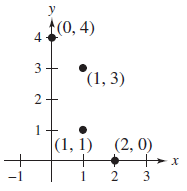 y
(0, 4)
4
3
(1, 3)
2
1
(1, 1) (2, 0)
x
−1 1 2 3